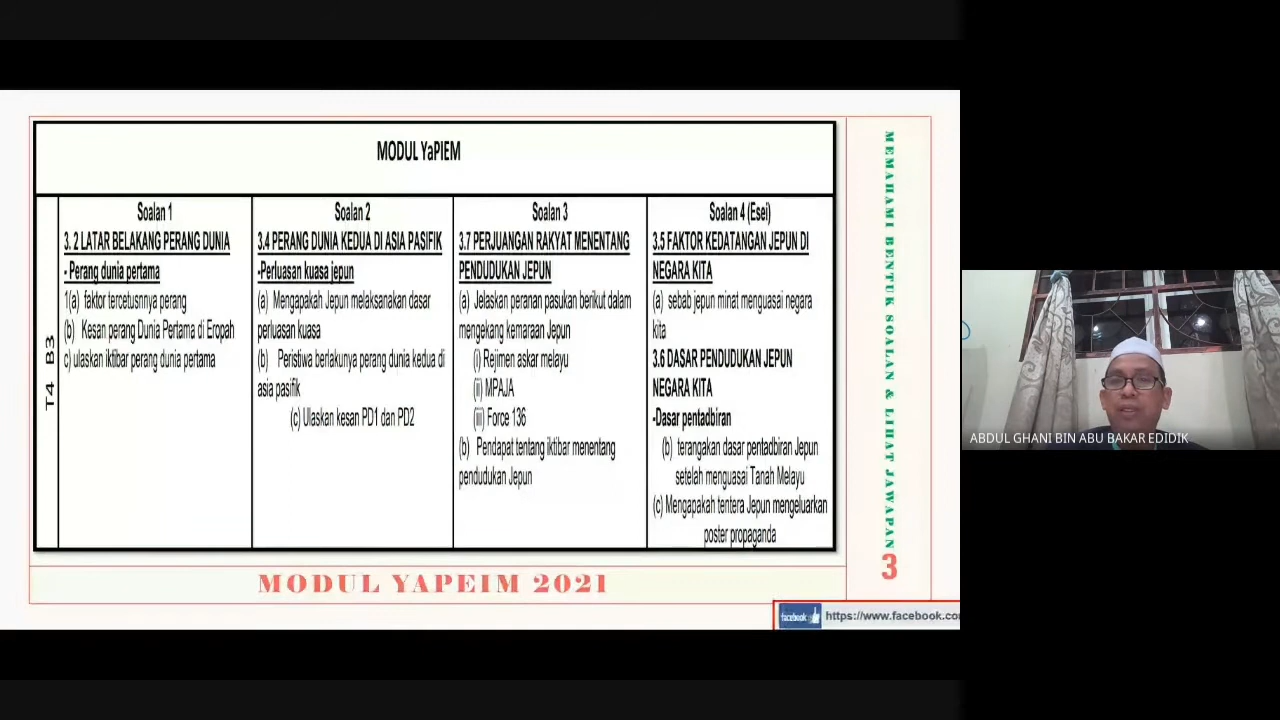 MODUL YaPIEM
T4 B3
Soalan 1
3. 2 LATAR BELAKANG PERANG DUNIA
- Perang dunia pertama
1(a) faktor tercetusnnya perang
(b) Kesan perang Dunia Pertama di Eropah
c) ulaskan iktibar perang dunia pertama
Soalan 2
3.4 PERANG DUNIA KEDUA DI ASIA PASIFIK
-Perluasan kuasa jepun
(a) Mengapakah Jepun melaksanakan dasar
perluasan kuasa
(b) Peristiwa berlakunya perang dunia kedua di
asia pasifik
(c) Ulaskan kesan PD1 dan PD2
Soalan 3
3.7 PERJUANGAN RAKYAT MENENTANG
PENDUDUKAN JEPUN
(a) Jelaskan peranan pasukan berikut dalam
mengekang kemaraan Jepun
(i) Rejimen askar melayu
(ii) MPAJA
(iii) Force 136
(b) Pendapat tentang iktibar menentang
pendudukan Jepun
Soalan 4 (Esei)
3.5 FAKTOR KEDATANGAN JEPUN DI
NEGARA KITA
(a) sebab jepun minat menguasai negara
kita
3.6 DASAR PENDUDUKAN JEPUN
NEGARA KITA
-Dasar pentadbiran
(b) terangakan dasar pentadbiran Jepun
setelah menguasai Tanah Melayu
(c) Mengapakah tentera Jepun mengeluarkan
poster propaganda
MEMAHAMI BENTUK SOALAN & LIHAT JAWAPAN
3
MODUL YAPEIM 2021
facebook
https://www.facebook.co
ABDUL GHANI BIN ABU BAKAR EDIDIK